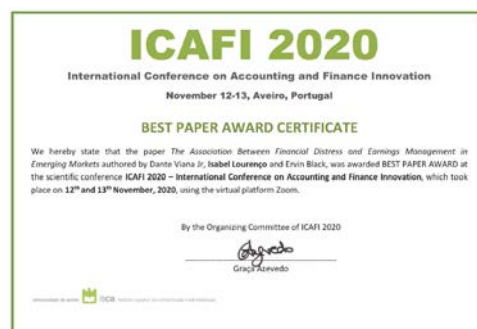 ICAFI 2020
International Conference on Accounting and Finance Innovation
November 12-13, Aveiro, Portugal
BEST PAPER AWARD CERTIFICATE
We hereby state that the paper The Association Between Financial Distress and Earnings Management in
Emerging Markets authored by Dante Viana Jr, Isabel Lourenço and Ervin Black, was awarded BEST PAPER AWARD at
the scientific conference ICAFI 2020 – International Conference on Accounting and Finance Innovation, which took
place on 12th and 13th November, 2020, using the virtual platform Zoom.
By the Organizing Committee of ICAFI 2020
GAzevedo
Graça Azevedo
universidade de aveiro isca